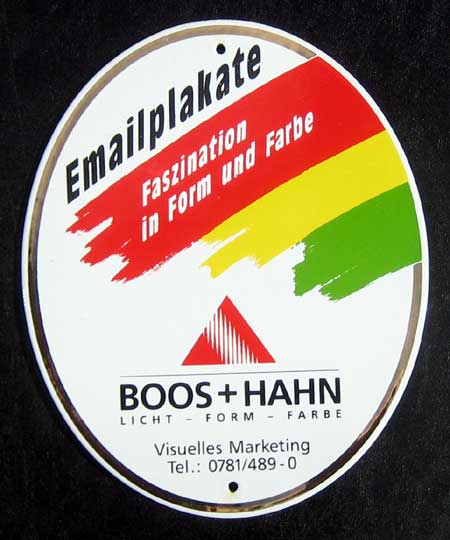 Emailplakate
Faszination
in Form und Farbe
BOOS+HAHN
LICHT – FORM – FARBE
Visuelles Marketing
Tel.: 0781/489-0